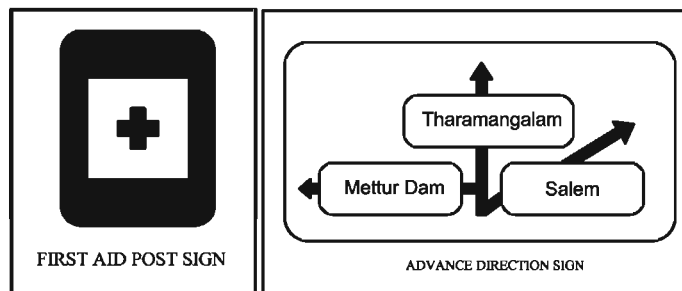 FIRST AID POST SIGN
Tharamangalam
Mettur Dam
Salem
ADVANCE DIRECTION SIGN